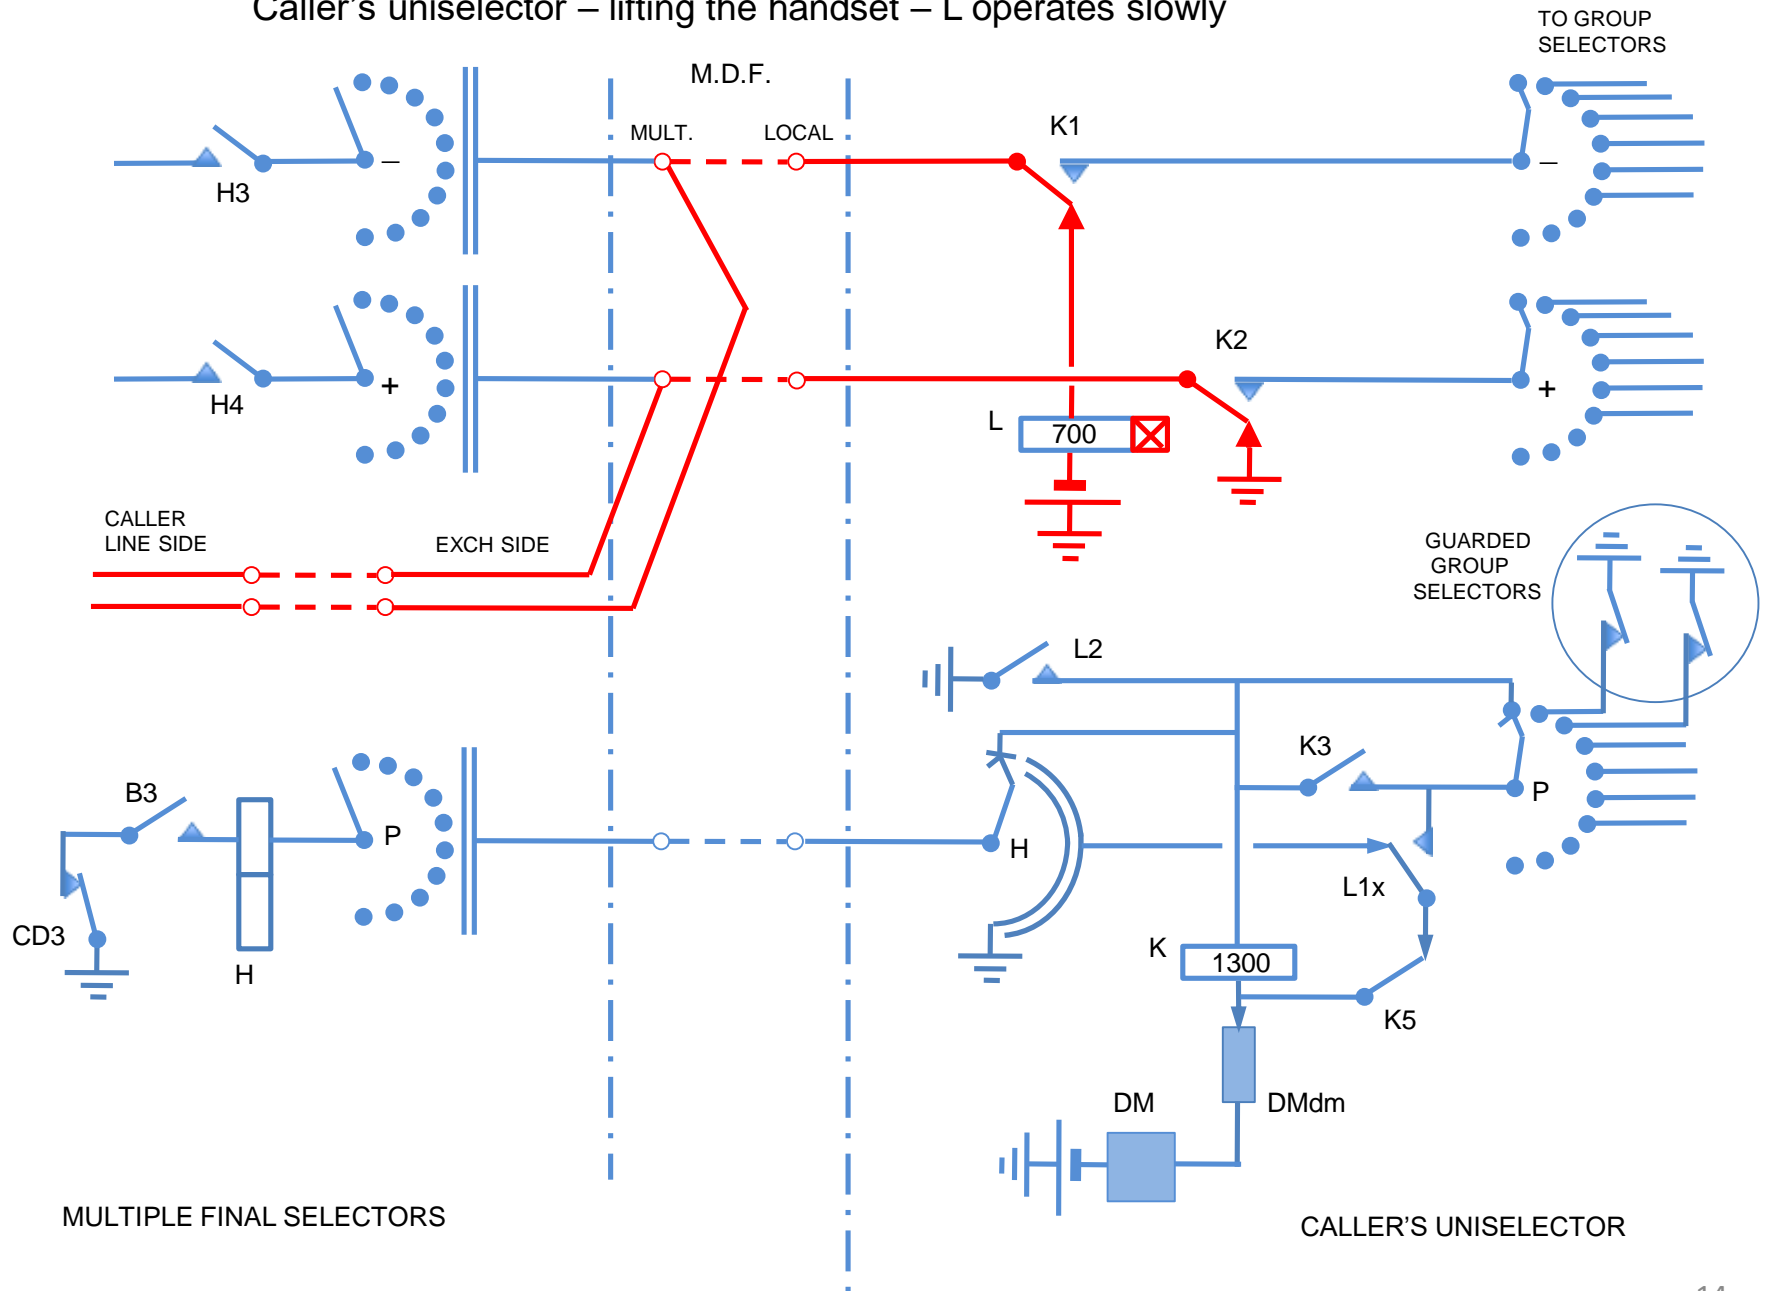 Caller's uniselector – lifting the handset – L operates slowly
TO GROUP
SELECTORS
M.D.F.
MULT.
LOCAL
K1
–
–
H3
K2
+
+
H4
L
700
CALLER
LINE SIDE
EXCH SIDE
GUARDED
GROUP
SELECTORS
L2
K3
B3
P
P
H
L1x
CD3
H
K
1300
K5
DM
DMdm
MULTIPLE FINAL SELECTORS
CALLER'S UNISELECTOR
14